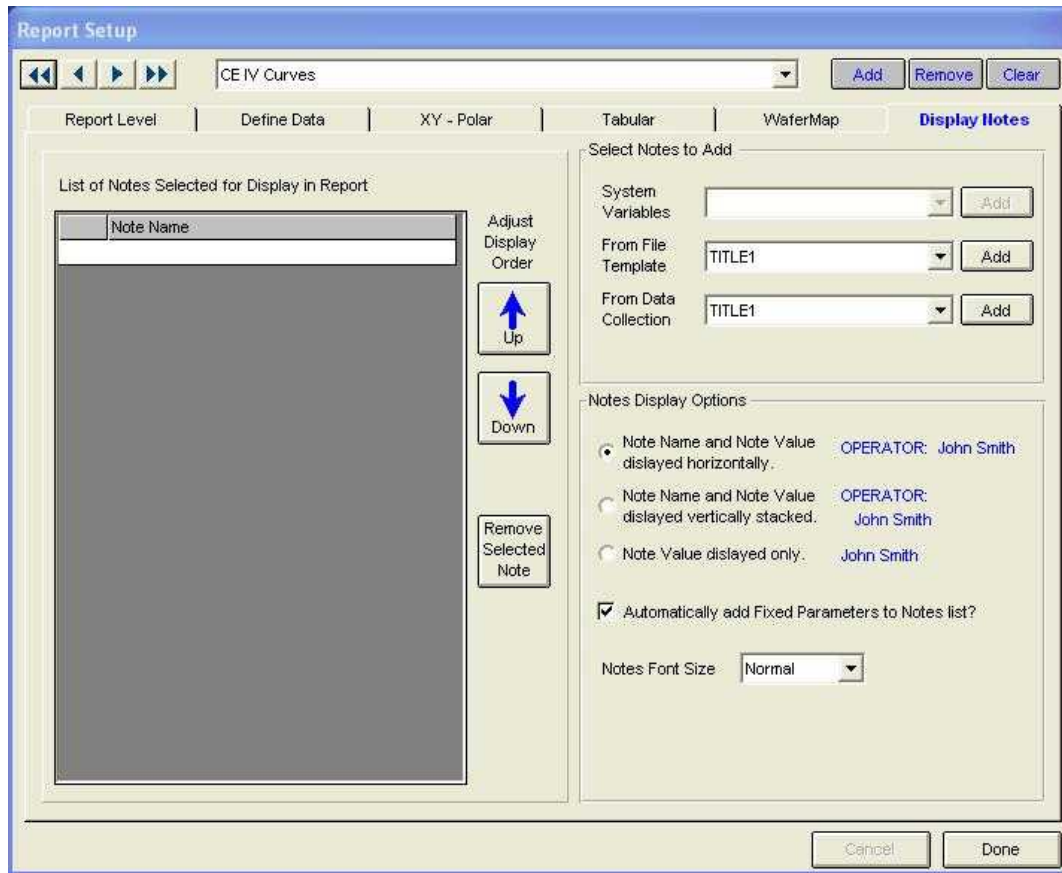 Report Setup
CE IV Curves
Add Remove Clear
Report Level Define Data XY - Polar Tabular WaferMap Display Notes
List of Notes Selected for Display in Report
Note Name
Adjust
Display
Order
Up
Down
Remove
Selected
Note
Select Notes to Add
System
Variables
Add
From File
Template
TITLE1
Add
From Data
Collection
TITLE1
Add
Notes Display Options
Note Name and Note Value
dislayed horizontally.
OPERATOR: John Smith
Note Name and Note Value
dislayed vertically stacked.
OPERATOR:
John Smith
Note Value dislayed only.
John Smith
Automatically add Fixed Parameters to Notes list?
Notes Font Size Normal
Cancel Done